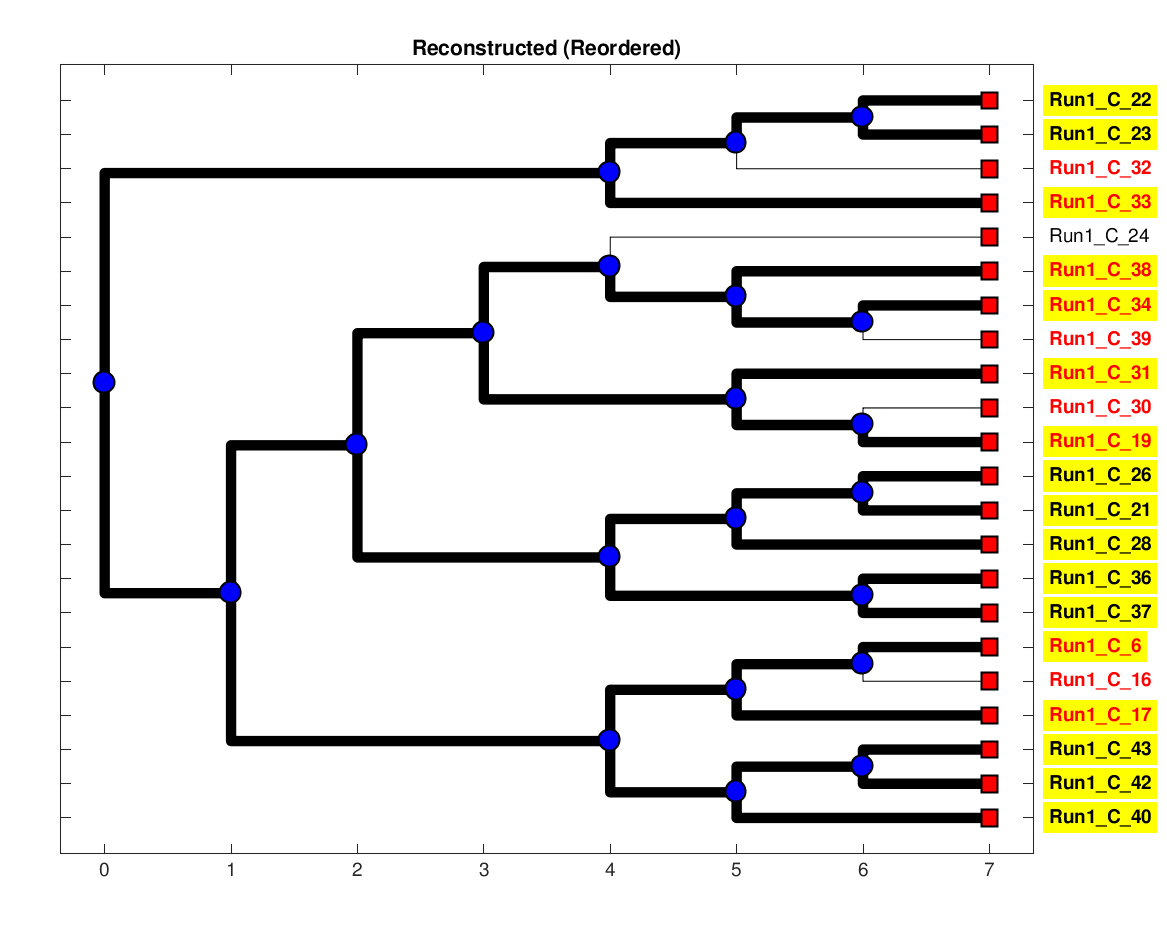 Reconstructed (Reordered)
Run1_C_22
Run1_C_23
Run1_C_32
Run1_C_33
Run1_C_24
Run1_C_38
Run1_C_34
Run1_C_39
Run1_C_31
Run1_C_30
Run1_C_19
Run1_C_26
Run1_C_21
Run1_C_28
Run1_C_36
Run1_C_37
Run1_C_6
Run1_C_16
Run1_C_17
Run1_C_43
Run1_C_42
Run1_C_40
0 1 2 3 4 5 6 7